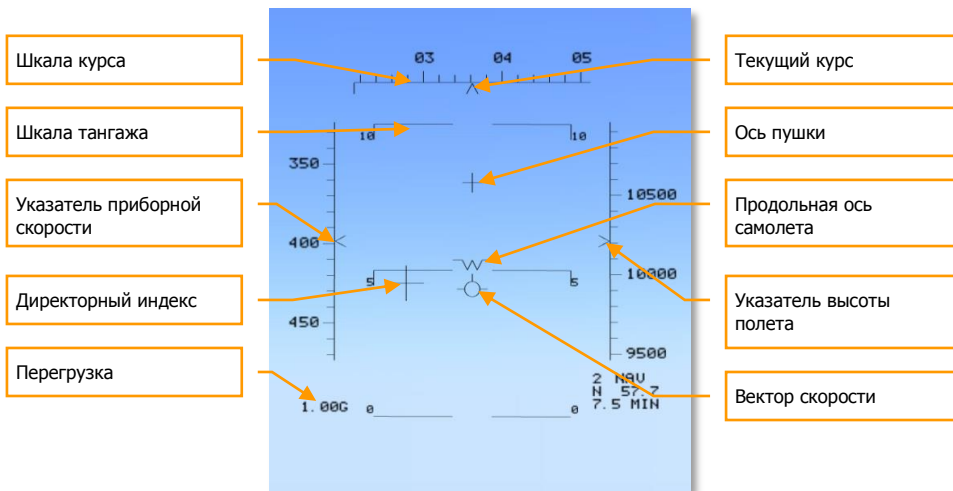 Шкала курса
Шкала тангажа
Указатель приборной
скорости
Директорный индекс
Перегрузка
03 04 05
10 10
350
400
450
5 5
10500
10000
9500
2 NAV
N 57.7
7.5 MIN
1.00G
0 0
Текущий курс
Ось пушки
Продольная ось
самолета
Указатель высоты
полета
Вектор скорости